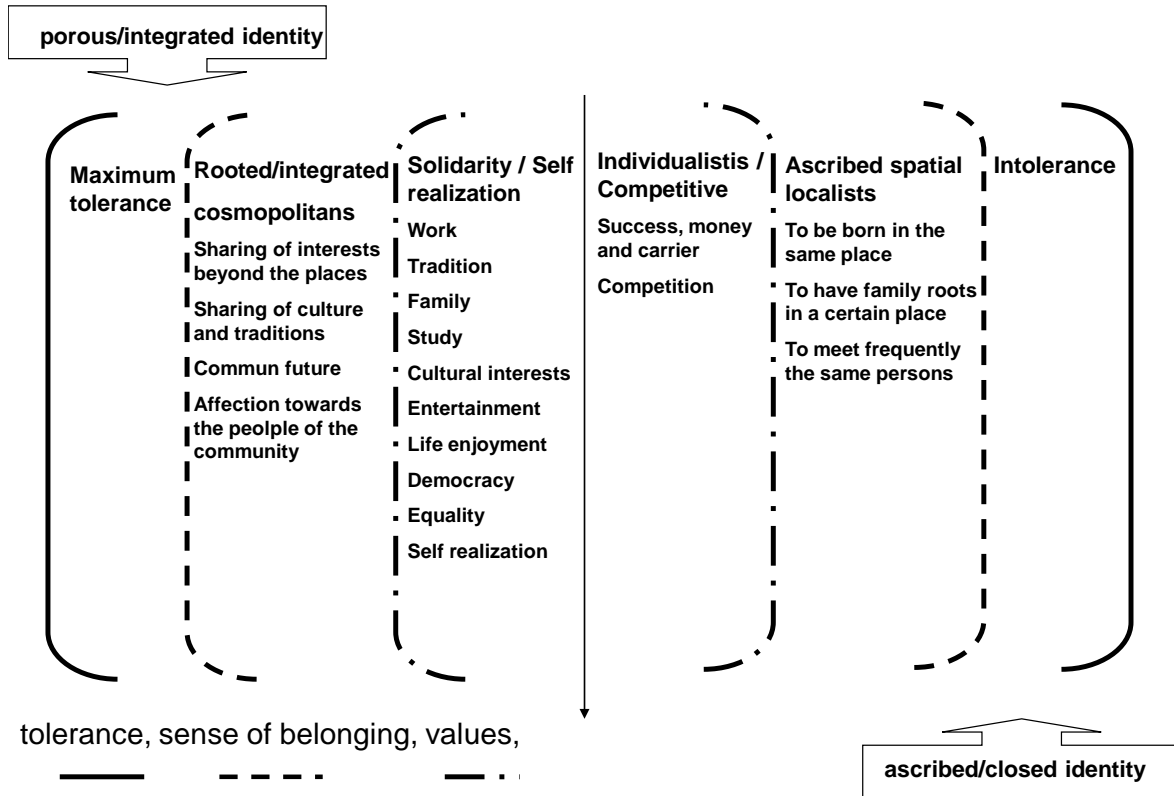 porous/integrated identity
Maximum
tolerance
Rooted/integrated
cosmopolitans
Sharing of interests
beyond the places
Sharing of culture
and traditions
Commun future
Affection towards
the peolple of the
community
Solidarity / Self
realization
Work
Tradition
Family
Study
Cultural interests
Entertainment
Life enjoyment
Democracy
Equality
Self realization
Individualistis /
Competitive
Success, money
and carrier
Competition
Ascribed spatial
localists
To be born in the
same place
To have family roots
in a certain place
To meet frequently
the same persons
Intolerance
tolerance, sense of belonging, values,
ascribed/closed identity